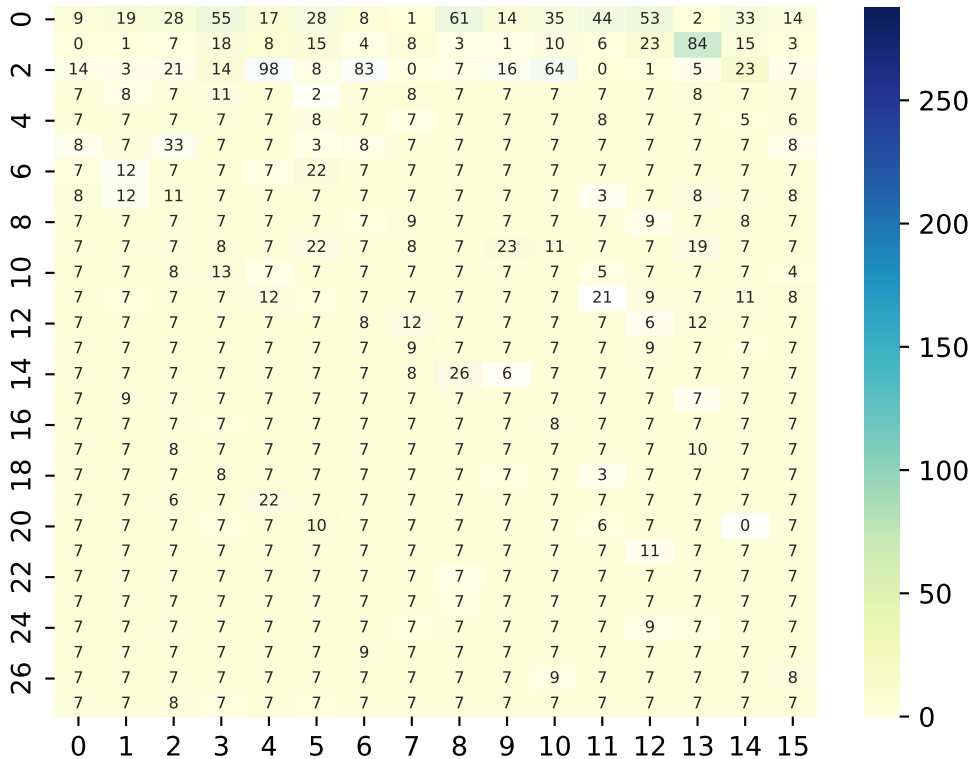 0 9 19 28 55 17 28 8 1 61 14 35 44 53 2 33 14
0 1 7 18 8 15 4 8 3 1 10 6 23 84 15 3
2 14 3 21 14 98 8 83 0 7 16 64 0 1 5 23 7
7 8 7 11 7 2 7 8 7 7 7 7 7 8 7 7
4 7 7 7 7 7 8 7 7 7 7 7 8 7 7 5 6
8 7 33 7 7 3 8 7 7 7 7 7 7 7 7 8
6 7 12 7 7 7 22 7 7 7 7 7 7 7 7 7 7
8 12 11 7 7 7 7 7 7 7 7 3 7 8 7 8
8 7 7 7 7 7 7 7 9 7 7 7 7 9 7 8 7
7 7 7 8 7 22 7 8 7 23 11 7 7 19 7 7
10 7 7 8 13 7 7 7 7 7 7 7 5 7 7 7 4
7 7 7 7 12 7 7 7 7 7 7 21 9 7 11 8
12 7 7 7 7 7 7 8 12 7 7 7 7 6 12 7 7
7 7 7 7 7 7 7 9 7 7 7 7 9 7 7 7
14 7 7 7 7 7 7 7 8 26 6 7 7 7 7 7 7
7 9 7 7 7 7 7 7 7 7 7 7 7 7 7 7
16 7 7 7 7 7 7 7 7 7 7 8 7 7 7 7 7
7 7 8 7 7 7 7 7 7 7 7 7 7 10 7 7
18 7 7 7 8 7 7 7 7 7 7 7 3 7 7 7 7
7 7 6 7 22 7 7 7 7 7 7 7 7 7 7 7
20 7 7 7 7 7 10 7 7 7 7 7 6 7 7 0 7
7 7 7 7 7 7 7 7 7 7 7 7 11 7 7 7
22 7 7 7 7 7 7 7 7 7 7 7 7 7 7 7 7
7 7 7 7 7 7 7 7 7 7 7 7 7 7 7 7
24 7 7 7 7 7 7 7 7 7 7 7 7 9 7 7 7
7 7 7 7 7 7 9 7 7 7 7 7 7 7 7 7
26 7 7 7 7 7 7 7 7 7 7 9 7 7 7 7 8
7 7 8 7 7 7 7 7 7 7 7 7 7 7 7 7
0 1 2 3 4 5 6 7 8 9 10 11 12 13 14 15
250
200
150
100
50
0